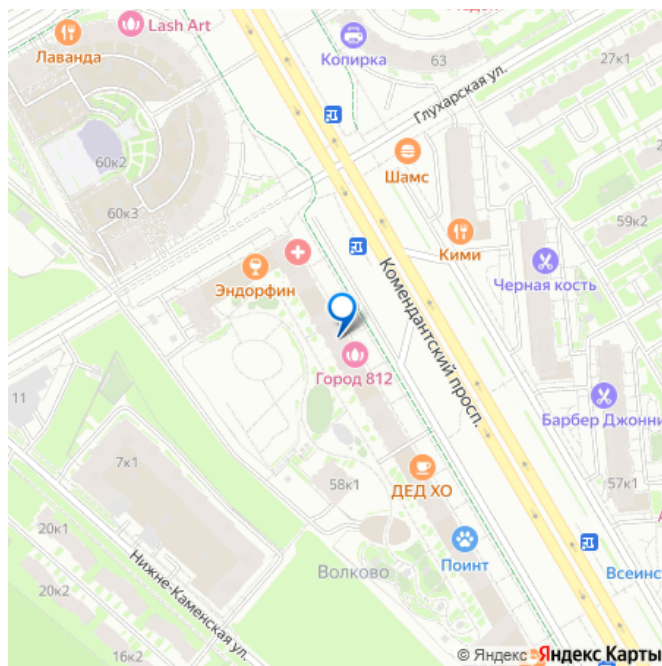 Lash Art
Лаванда
Копирка
63
27к1
Глухарская ул.
60к2
Шамс
60к3
59к2
Кими
Эндорфин
Черная кость
Комендантский просп.
Город 812
11
Барбер Джонни
7к1
ДЕД ХО
58к1
57к1
20к1
Нижне-Каменская ул.
Волково
Поинт
Всеинс
20к2
16к2
© Яндекс Яндекс Карты